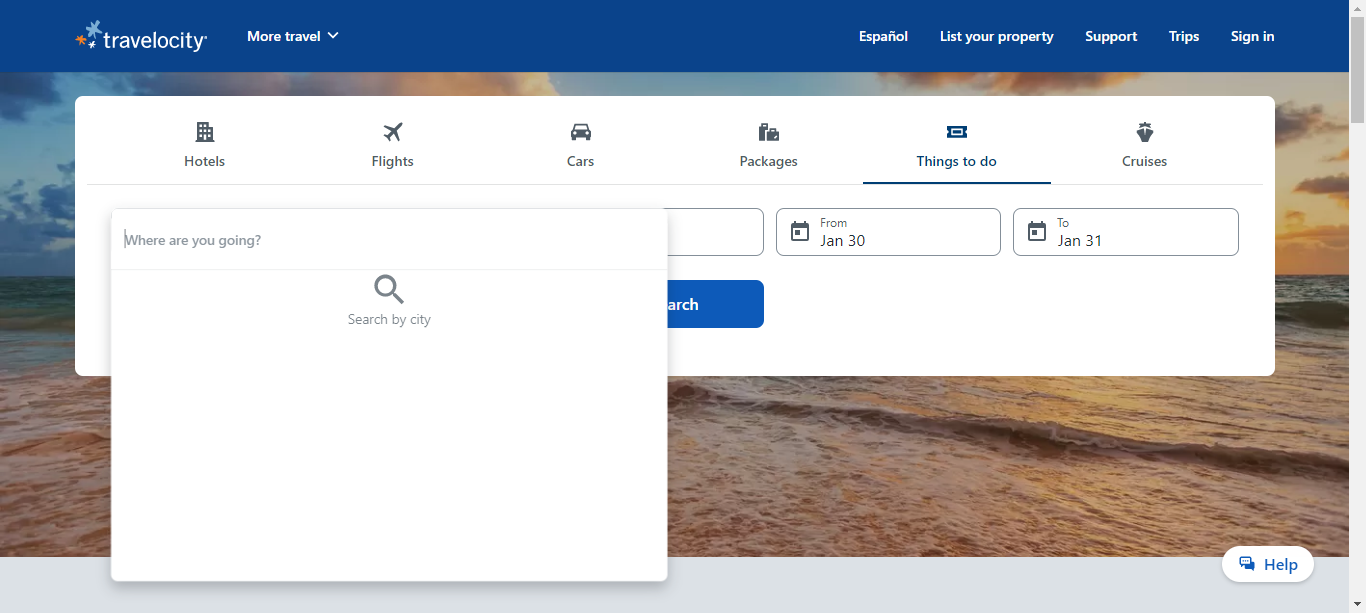 travelocity
More travel
Español
List your property
Support
Trips
Sign in
Hotels
Flights
Cars
Packages
Things to do
Cruises
Where are you going?
Search by city
From
Jan 30
To
Jan 31
arch
Help